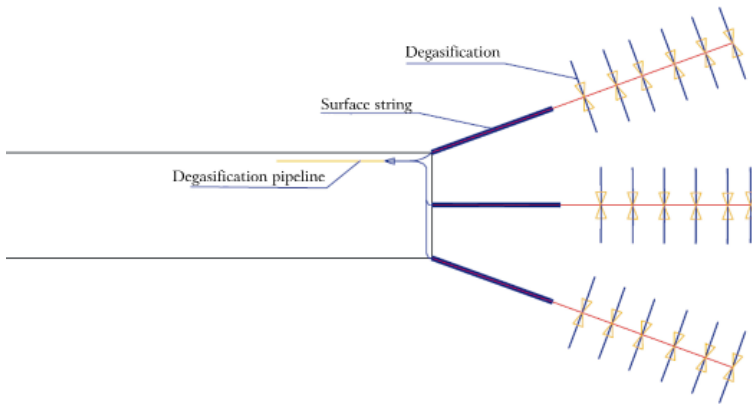 Degasification
Surface string
Degasification pipeline